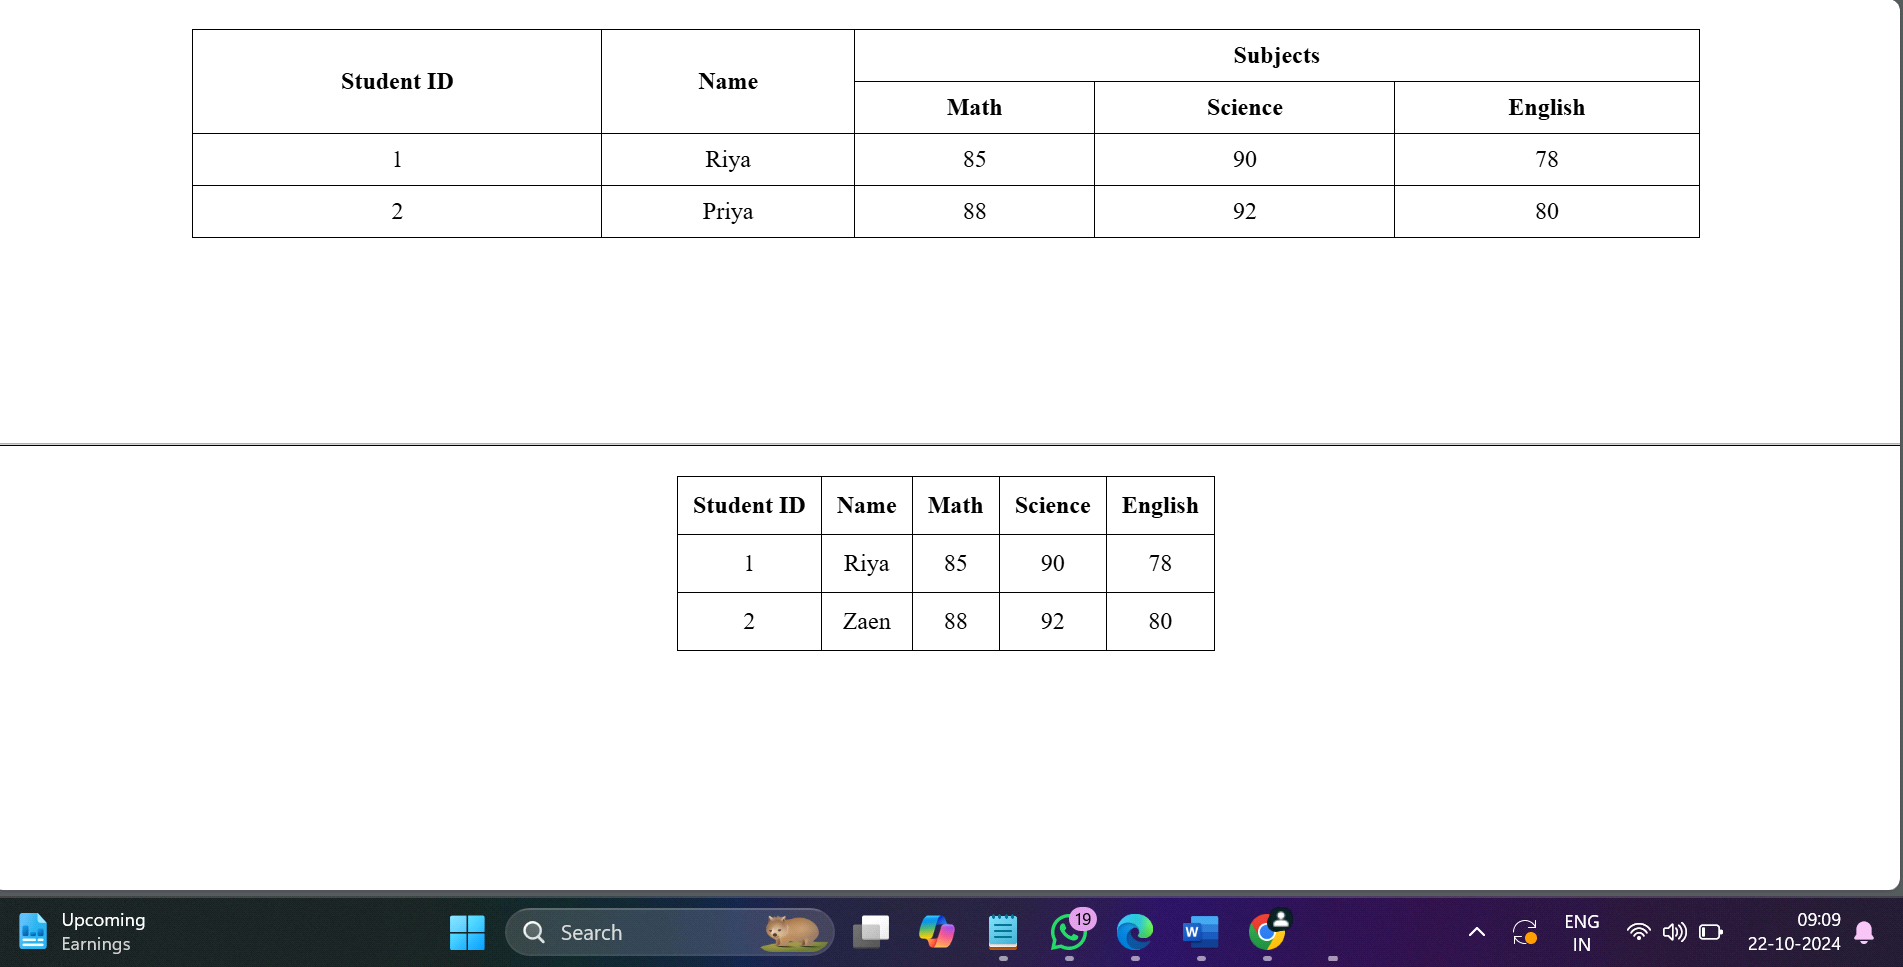 Student ID Name Subjects
Math Science English
1 Riya 85 90 78
2 Priya 88 92 80
Student ID Name Math Science English
1 Riya 85 90 78
2 Zaen 88 92 80
Upcoming
Earnings
Search
19
W
ENG
IN
09:09
22-10-2024